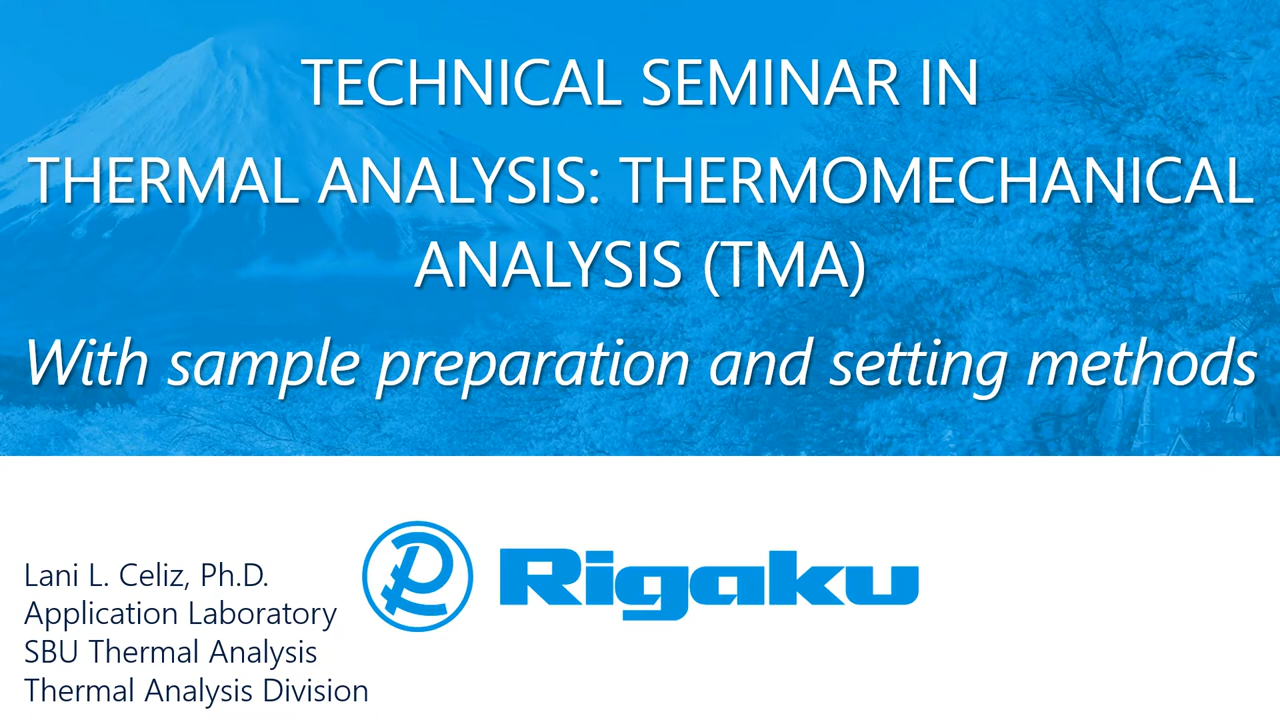 TECHNICAL SEMINAR IN
THERMAL ANALYSIS: THERMOMECHANICAL
ANALYSIS (TMA)
With sample preparation and setting methods
Rigaku
Lani L. Celiz, Ph.D.
Application Laboratory
SBU Thermal Analysis
Thermal Analysis Division